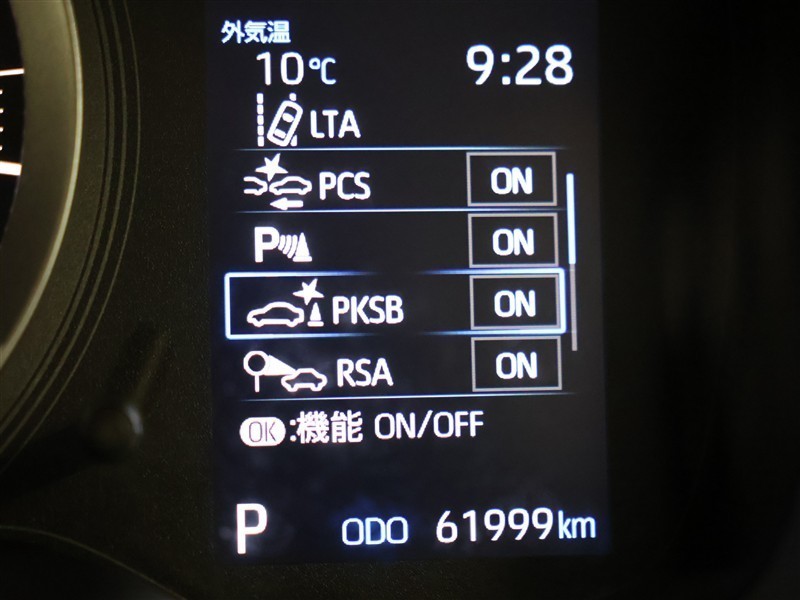 外気温
10℃ 9:28
LTA
PCS ON
P ON
PKSB ON
RSA ON
OK:機能 ON/OFF
P ODO 61999km